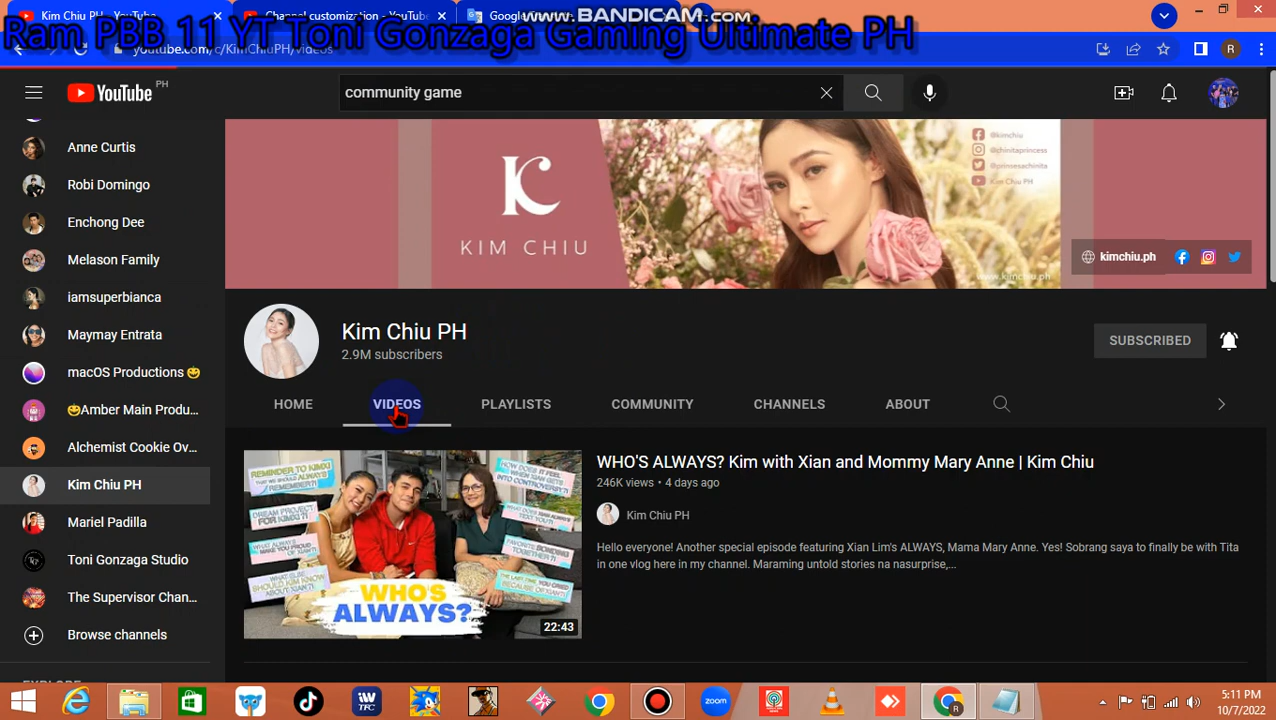 Kim Chiu PH - YouTube
Channel customization - YouTube
Google
www.BANDICAM.com
Ram PBB 11 YT Toni Gonzaga Gaming Ultimate PH
youtube.com/c/KimChiuPH/videos
R
YouTube PH
community game
Anne Curtis
Robi Domingo
Enchong Dee
Melason Family
iamsuperbianca
Maymay Entrata
macOS Productions 🎃
🎃Amber Main Produ...
Alchemist Cookie Ov...
Kim Chiu PH
Mariel Padilla
Toni Gonzaga Studio
The Supervisor Chan...
Browse channels
EXPLORE
K
KIM CHIU
@kimchiu
@chinitaprincess
@prinsesachinita
Kim Chiu PH
www.kimchiu.ph
kimchiu.ph
Kim Chiu PH
2.9M subscribers
SUBSCRIBED
HOME
VIDEOS
PLAYLISTS
COMMUNITY
CHANNELS
ABOUT
WHO'S
ALWAYS?
22:43
WHO'S ALWAYS? Kim with Xian and Mommy Mary Anne | Kim Chiu
246K views • 4 days ago
Kim Chiu PH
Hello everyone! Another special episode featuring Xian Lim's ALWAYS, Mama Mary Anne. Yes! Sobrang saya to finally be with Tita
in one vlog here in my channel. Maraming untold stories na nasurprise,...
iW
TFC
zoom
R
5:11 PM
10/7/2022